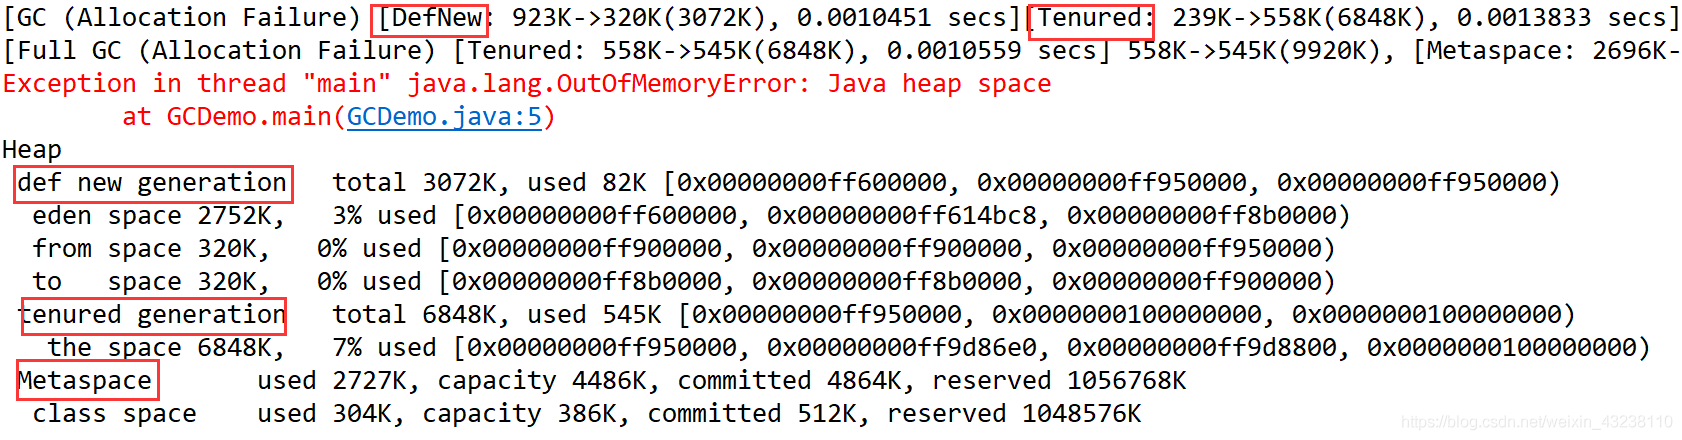 [GC (Allocation Failure) [DefNew: 923K->320K(3072K), 0.0010451 secs][Tenured: 239K->558K(6848K), 0.0013833 secs]
[Full GC (Allocation Failure) [Tenured: 558K->545K(6848K), 0.0010559 secs] 558K->545K(9920K), [Metaspace: 2696K-
Exception in thread "main" java.lang.OutOfMemoryError: Java heap space
at GCDemo.main(GCDemo.java:5)
Heap
def new generation   total 3072K, used 82K [0x00000000ff600000, 0x00000000ff950000, 0x00000000ff950000)
eden space 2752K,   3% used [0x00000000ff600000, 0x00000000ff614bc8, 0x00000000ff8b0000)
from space 320K,   0% used [0x00000000ff900000, 0x00000000ff900000, 0x00000000ff950000)
to   space 320K,   0% used [0x00000000ff8b0000, 0x00000000ff8b0000, 0x00000000ff900000)
tenured generation   total 6848K, used 545K [0x00000000ff950000, 0x0000000100000000, 0x0000000100000000)
the space 6848K,   7% used [0x00000000ff950000, 0x00000000ff9d86e0, 0x00000000ff9d8800, 0x0000000100000000)
Metaspace       used 2727K, capacity 4486K, committed 4864K, reserved 1056768K
class space    used 304K, capacity 386K, committed 512K, reserved 1048576K
https://blog.csdn.net/weixin_43238110